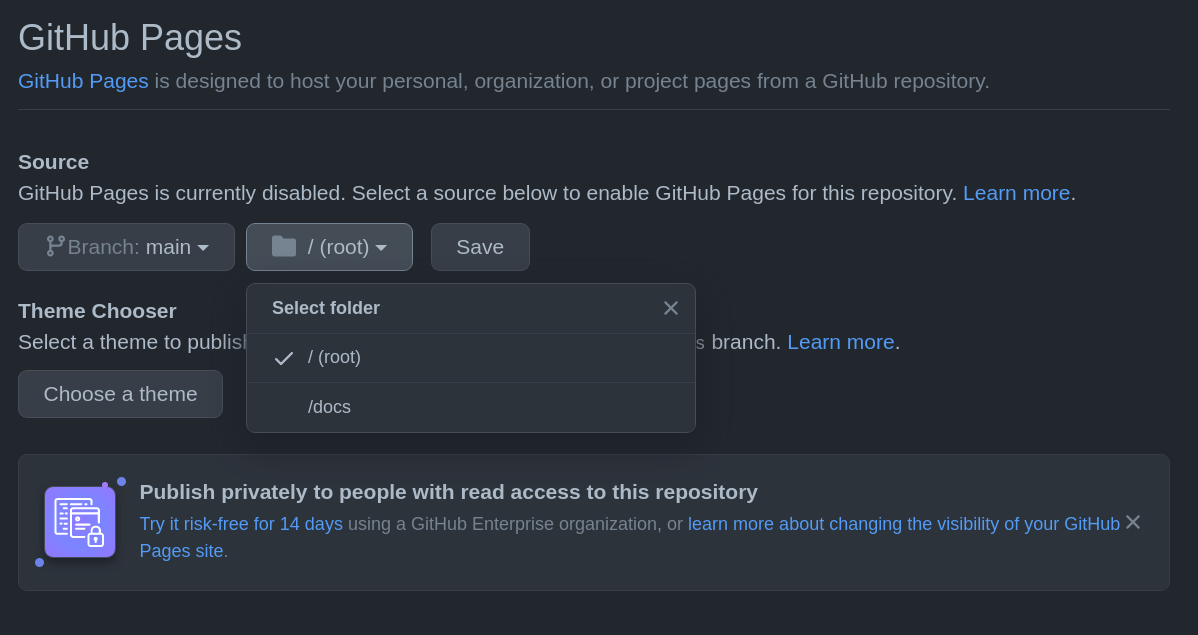 GitHub Pages
GitHub Pages is designed to host your personal, organization, or project pages from a GitHub repository.
Source
GitHub Pages is currently disabled. Select a source below to enable GitHub Pages for this repository. Learn more.
Branch: main / (root) Save
Select folder
/ (root)
/docs
Theme Chooser
Select a theme to publish branch. Learn more.
Choose a theme
Publish privately to people with read access to this repository
Try it risk-free for 14 days using a GitHub Enterprise organization, or learn more about changing the visibility of your GitHub
Pages site.